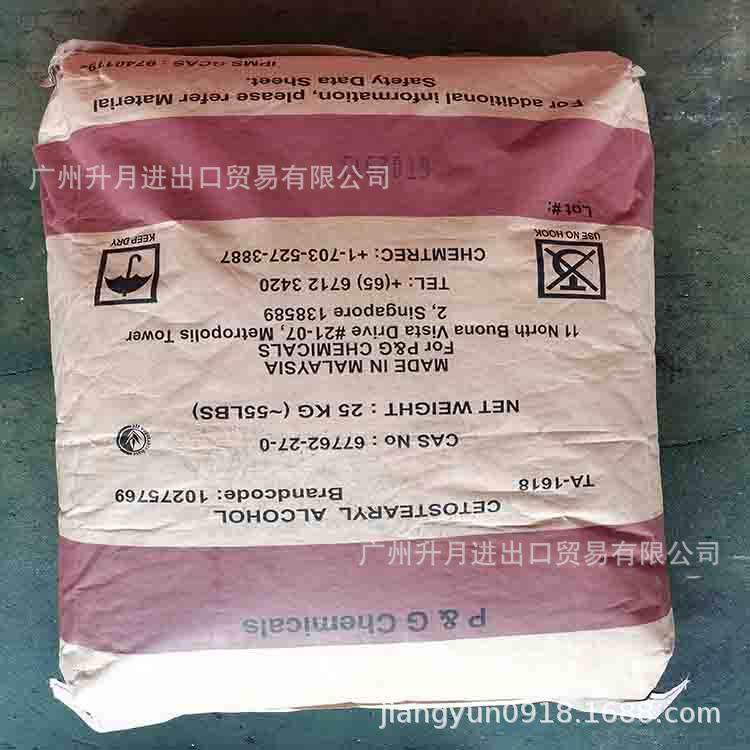 P & G Chemicals
CETOSTEARYL ALCOHOL
TA-1618 Brandcode: 10275769
CAS No : 67762-27-0
NET WEIGHT : 25 KG (~55LBS)
MADE IN MALAYSIA
For P&G CHEMICALS
11 North Buona Vista Drive #21-07, Metropolis Tower
2, Singapore 138589
TEL: +(65) 6712 3420
CHEMTREC: +1-703-527-3887
USE NO HOOK
KEEP DRY
Lot#:
For additional information, please refer Material
Safety Data Sheet.
IPMS GCAS : 9740119-
广州升月进出口贸易有限公司
广州升月进出口贸易有限公司
jiangyun0918.1688.com